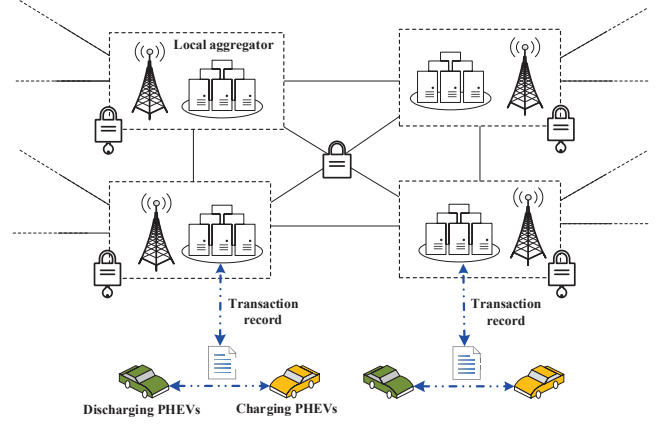 Local aggregator
Transaction
record
Transaction
record
Discharging PHEVs
Charging PHEVs